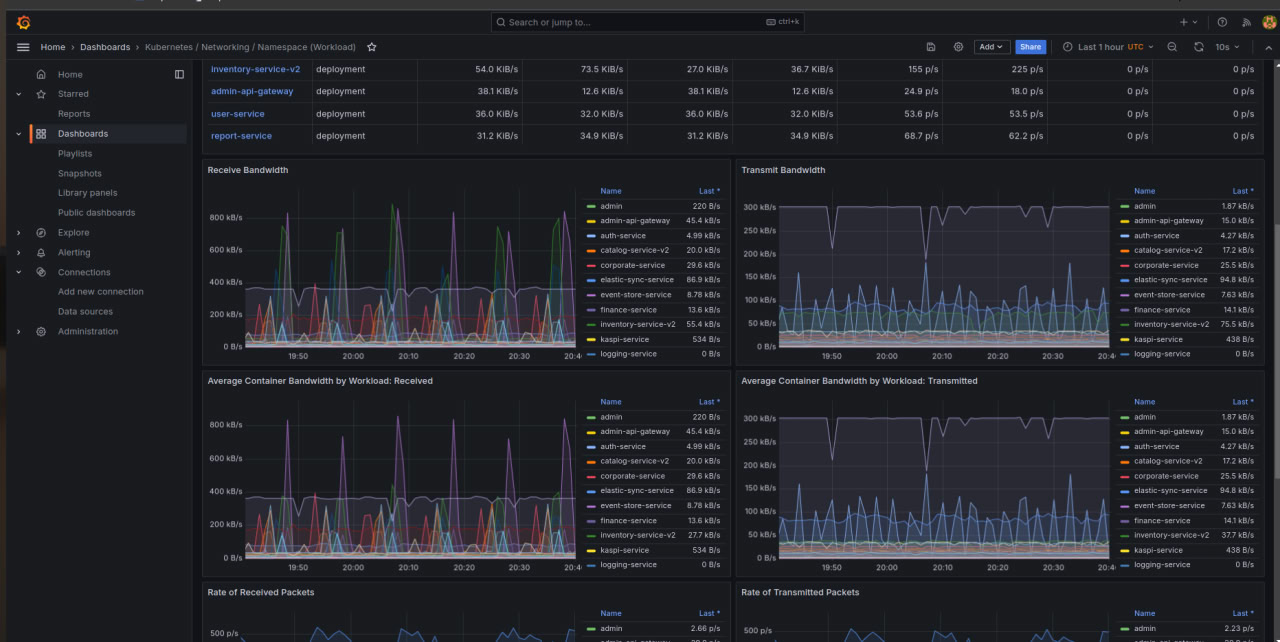 Search or jump to...
ctrl+k
Home > Dashboards > Kubernetes / Networking / Namespace (Workload)
Add
Share
Last 1 hour UTC
10s
Home
Starred
Reports
Dashboards
Playlists
Snapshots
Library panels
Public dashboards
Explore
Alerting
Connections
Add new connection
Data sources
Administration
inventory-service-v2 deployment 54.0 KiB/s 73.5 KiB/s 27.0 KiB/s 36.7 KiB/s 155 p/s 225 p/s 0 p/s 0 p/s
admin-api-gateway deployment 38.1 KiB/s 12.6 KiB/s 38.1 KiB/s 12.6 KiB/s 24.9 p/s 18.0 p/s 0 p/s 0 p/s
user-service deployment 36.0 KiB/s 32.0 KiB/s 36.0 KiB/s 32.0 KiB/s 53.6 p/s 53.5 p/s 0 p/s 0 p/s
report-service deployment 31.2 KiB/s 34.9 KiB/s 31.2 KiB/s 34.9 KiB/s 68.7 p/s 62.2 p/s 0 p/s 0 p/s
Receive Bandwidth
800 kB/s
600 kB/s
400 kB/s
200 kB/s
0 B/s
19:50 20:00 20:10 20:20 20:30 20:4
Name Last *
admin 220 B/s
admin-api-gateway 45.4 kB/s
auth-service 4.99 kB/s
catalog-service-v2 20.0 kB/s
corporate-service 29.6 kB/s
elastic-sync-service 86.9 kB/s
event-store-service 8.78 kB/s
finance-service 13.6 kB/s
inventory-service-v2 55.4 kB/s
kaspi-service 534 B/s
logging-service 0 B/s
Transmit Bandwidth
300 kB/s
250 kB/s
200 kB/s
150 kB/s
100 kB/s
50 kB/s
0 B/s
19:50 20:00 20:10 20:20 20:30 20:4
Name Last *
admin 1.87 kB/s
admin-api-gateway 15.0 kB/s
auth-service 4.27 kB/s
catalog-service-v2 17.2 kB/s
corporate-service 25.5 kB/s
elastic-sync-service 94.8 kB/s
event-store-service 7.63 kB/s
finance-service 14.1 kB/s
inventory-service-v2 75.5 kB/s
kaspi-service 438 B/s
logging-service 0 B/s
Average Container Bandwidth by Workload: Received
800 kB/s
600 kB/s
400 kB/s
200 kB/s
0 B/s
19:50 20:00 20:10 20:20 20:30 20:4
Name Last *
admin 220 B/s
admin-api-gateway 45.4 kB/s
auth-service 4.99 kB/s
catalog-service-v2 20.0 kB/s
corporate-service 29.6 kB/s
elastic-sync-service 86.9 kB/s
event-store-service 8.78 kB/s
finance-service 13.6 kB/s
inventory-service-v2 27.7 kB/s
kaspi-service 534 B/s
logging-service 0 B/s
Average Container Bandwidth by Workload: Transmitted
300 kB/s
250 kB/s
200 kB/s
150 kB/s
100 kB/s
50 kB/s
0 B/s
19:50 20:00 20:10 20:20 20:30 20:4
Name Last *
admin 1.87 kB/s
admin-api-gateway 15.0 kB/s
auth-service 4.27 kB/s
catalog-service-v2 17.2 kB/s
corporate-service 25.5 kB/s
elastic-sync-service 94.8 kB/s
event-store-service 7.63 kB/s
finance-service 14.1 kB/s
inventory-service-v2 37.7 kB/s
kaspi-service 438 B/s
logging-service 0 B/s
Rate of Received Packets
500 p/s
Name Last *
admin 2.66 p/s
Rate of Transmitted Packets
500 p/s
Name Last *
admin 2.23 p/s